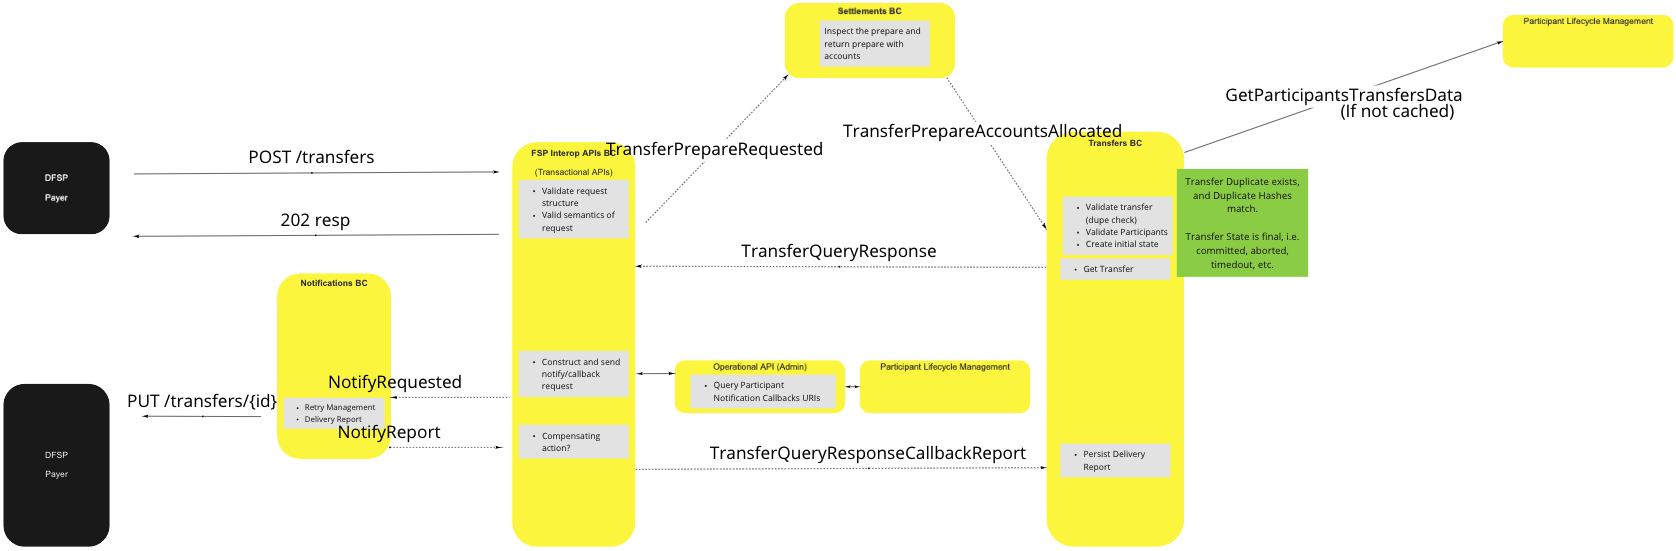 Settlements BC
Inspect the prepare and
return prepare with
accounts
Participant Lifecycle Management
GetParticipantsTransfersData
(If not cached)
TransferPrepareAccountsAllocated
TransferPrepareRequested
DFSP
Payer
POST /transfers
202 resp
FSP Interop APIs BC
(Transactional APIs)
• Validate request
structure
• Valid semantics of
request
Transfers BC
• Validate transfer
(dupe check)
• Validate Participants
• Create initial state
• Get Transfer
Transfer Duplicate exists,
and Duplicate Hashes
match.
Transfer State is final, i.e.
committed, aborted,
timedout, etc.
TransferQueryResponse
Notifications BC
• Construct and send
notify/callback
request
Operational API (Admin)
• Query Participant
Notification Callbacks URIs
Participant Lifecycle Management
NotifyRequested
PUT /transfers/{id}
• Retry Management
• Delivery Report
NotifyReport
• Compensating
action?
TransferQueryResponseCallbackReport
• Persist Delivery
Report
DFSP
Payer